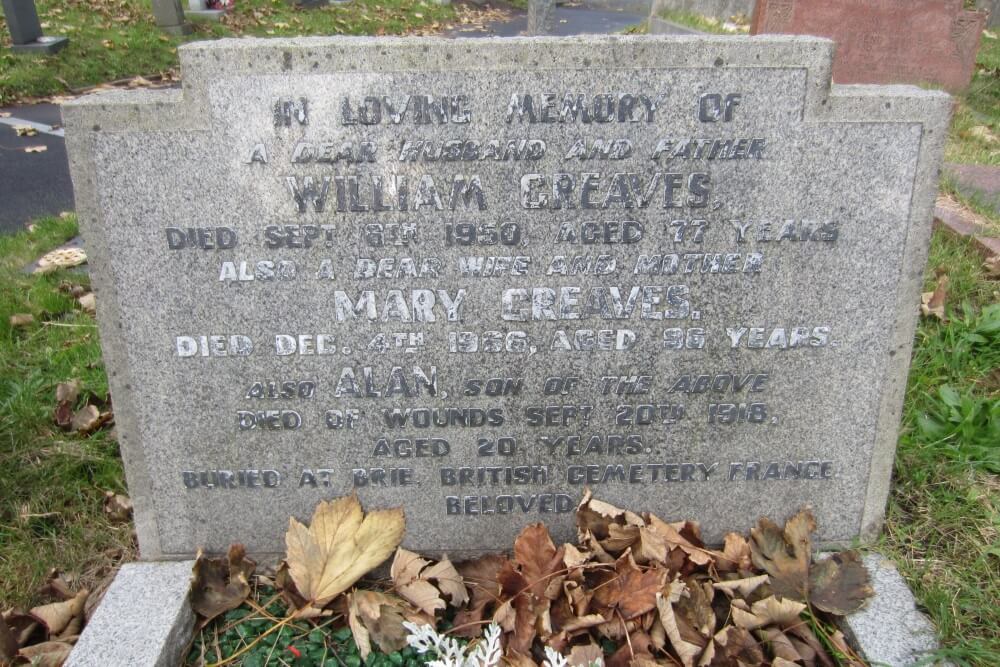 IN LOVING MEMORY OF
A DEAR HUSBAND AND FATHER
WILLIAM GREAVES.
DIED SEPT 6TH 1950, AGED 77 YEARS
ALSO A DEAR WIFE AND MOTHER
MARY GREAVES.
DIED DEC. 4TH 1966, AGED 96 YEARS.
ALSO ALAN, SON OF THE ABOVE
DIED OF WOUNDS SEPT 20TH 1918,
AGED 20 YEARS.
BURIED AT BRIE, BRITISH CEMETERY FRANCE.
BELOVED.